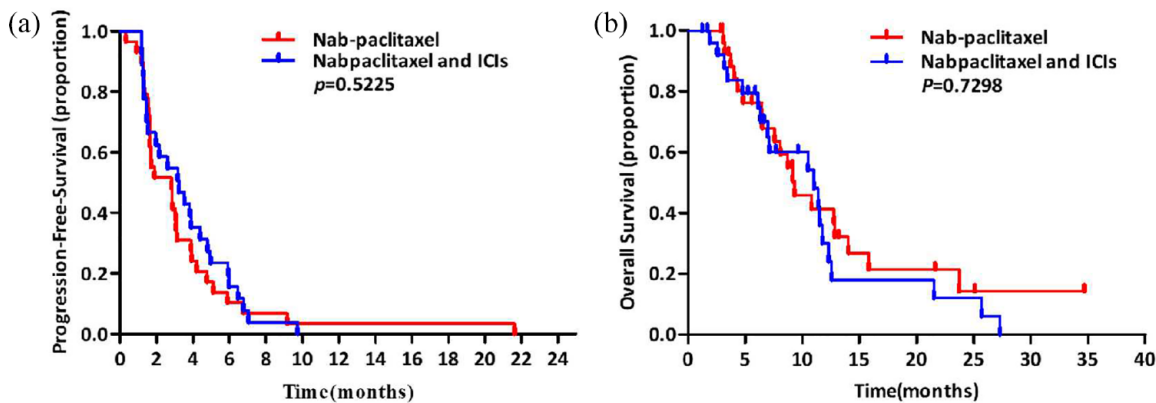 (a)
Progression-Free-Survival (proportion)
1.0
0.8
0.6
0.4
0.2
0.0
Nab-paclitaxel
Nabpaclitaxel and ICIs
p=0.5225
0 2 4 6 8 10 12 14 16 18 20 22 24
Time(months)
(b)
Overall Survival (proportion)
1.0
0.8
0.6
0.4
0.2
0.0
Nab-paclitaxel
Nabpaclitaxel and ICIs
P=0.7298
0 5 10 15 20 25 30 35 40
Time(months)